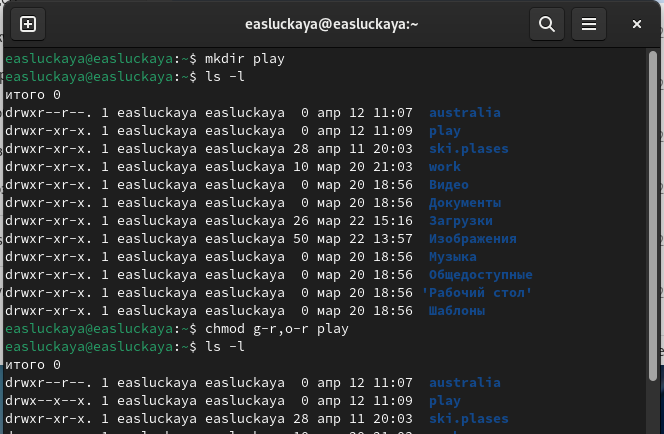 easluckaya@easluckaya:~
easluckaya@easluckaya:~$ mkdir play
easluckaya@easluckaya:~$ ls -l
итого 0
drwxr--r--. 1 easluckaya easluckaya  0 апр 12 11:07  australia
drwxr-xr-x. 1 easluckaya easluckaya  0 апр 12 11:09  play
drwxr-xr-x. 1 easluckaya easluckaya 28 апр 11 20:03  ski.plases
drwxr-xr-x. 1 easluckaya easluckaya 10 мар 20 21:03  work
drwxr-xr-x. 1 easluckaya easluckaya  0 мар 20 18:56  Видео
drwxr-xr-x. 1 easluckaya easluckaya  0 мар 20 18:56  Документы
drwxr-xr-x. 1 easluckaya easluckaya 26 мар 22 15:16  Загрузки
drwxr-xr-x. 1 easluckaya easluckaya 50 мар 22 13:57  Изображения
drwxr-xr-x. 1 easluckaya easluckaya  0 мар 20 18:56  Музыка
drwxr-xr-x. 1 easluckaya easluckaya  0 мар 20 18:56  Общедоступные
drwxr-xr-x. 1 easluckaya easluckaya  0 мар 20 18:56 'Рабочий стол'
drwxr-xr-x. 1 easluckaya easluckaya  0 мар 20 18:56  Шаблоны
easluckaya@easluckaya:~$ chmod g-r,o-r play
easluckaya@easluckaya:~$ ls -l
итого 0
drwxr--r--. 1 easluckaya easluckaya  0 апр 12 11:07  australia
drwx--x--x. 1 easluckaya easluckaya  0 апр 12 11:09  play
drwxr-xr-x. 1 easluckaya easluckaya 28 апр 11 20:03  ski.plases